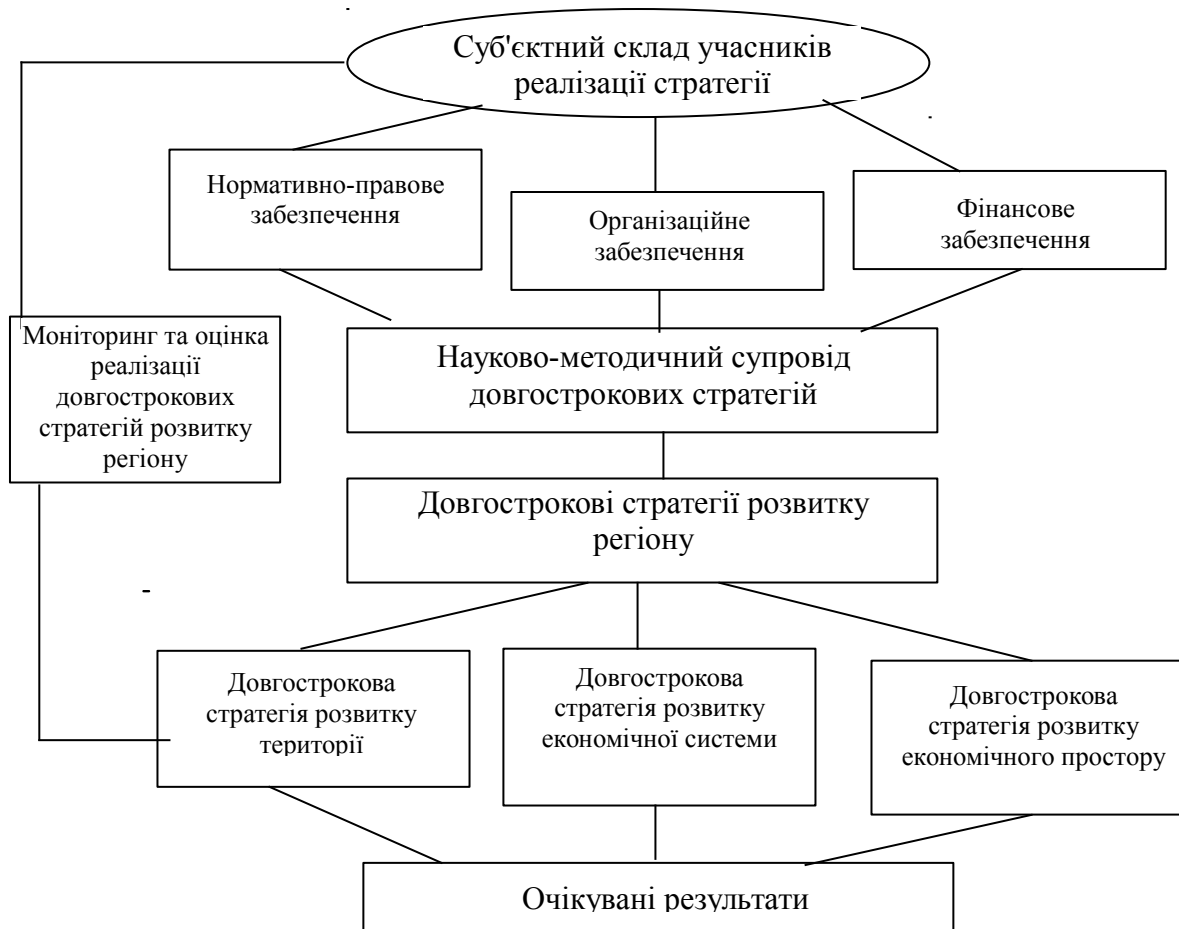 Суб'єктний склад учасників
реалізації стратегії
Нормативно-правове
забезпечення
Організаційне
забезпечення
Фінансове
забезпечення
Моніторинг та оцінка
реалізації
довгострокових
стратегій розвитку
регіону
Науково-методичний супровід
довгострокових стратегій
Довгострокові стратегії розвитку
регіону
Довгострокова
стратегія розвитку
території
Довгострокова
стратегія розвитку
економічної системи
Довгострокова
стратегія розвитку
економічного простору
Очікувані результати